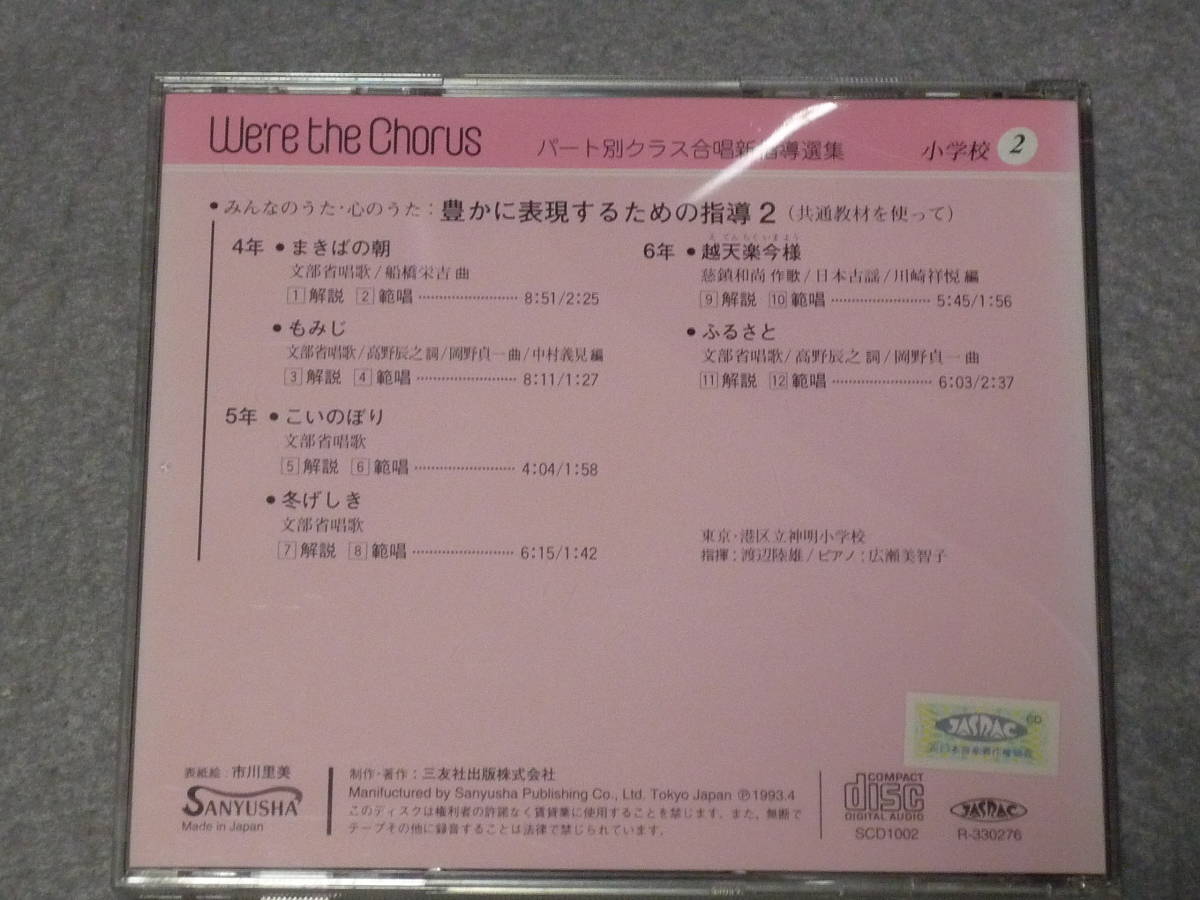 We're the Chorus パート別クラス合唱新指導選集 小学校 2
● みんなのうた・心のうた：豊かに表現するための指導2（共通教材を使って）
4年 ● まきばの朝
文部省唱歌/船橋栄吉 曲
1 解説 2 範唱 …………………… 8:51/2:25
● もみじ
文部省唱歌/高野辰之 詞/岡野貞一 曲/中村義晃 編
3 解説 4 範唱 …………………… 8:11/1:27
5年 ● こいのぼり
文部省唱歌
5 解説 6 範唱 …………………… 4:04/1:58
● 冬げしき
文部省唱歌
7 解説 8 範唱 …………………… 6:15/1:42
えてんらくいまよう
6年 ● 越天楽今様
慈鎮和尚 作歌/日本古謡/川崎祥悦 編
9 解説 10 範唱 …………………… 5:45/1:56
● ふるさと
文部省唱歌/高野辰之 詞/岡野貞一 曲
11 解説 12 範唱 …………………… 6:03/2:37
東京・港区立神明小学校
指揮：渡辺陸雄/ピアノ：広瀬美智子
JASRAC
表紙絵：市川里美
SANYUSHA
Made in Japan
制作・著作：三友社出版株式会社
Manifuctured by Sanyusha Publishing Co., Ltd. Tokyo Japan ℗1993.4
このディスクは権利者の許諾なく賃貸業に使用することを禁じます。また、無断で
テープその他に録音することは法律で禁じられています。
COMPACT
disc
DIGITAL AUDIO
SCD1002
JASRAC
R-330276